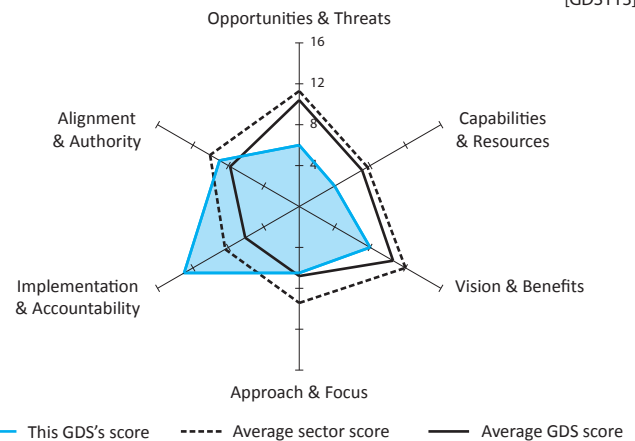 Opportunities & Threats
16
12
8
4
Alignment
& Authority
Capabilities
& Resources
Implementation
& Accountability
Vision & Benefits
Approach & Focus
This GDS's score
Average sector score
Average GDS score